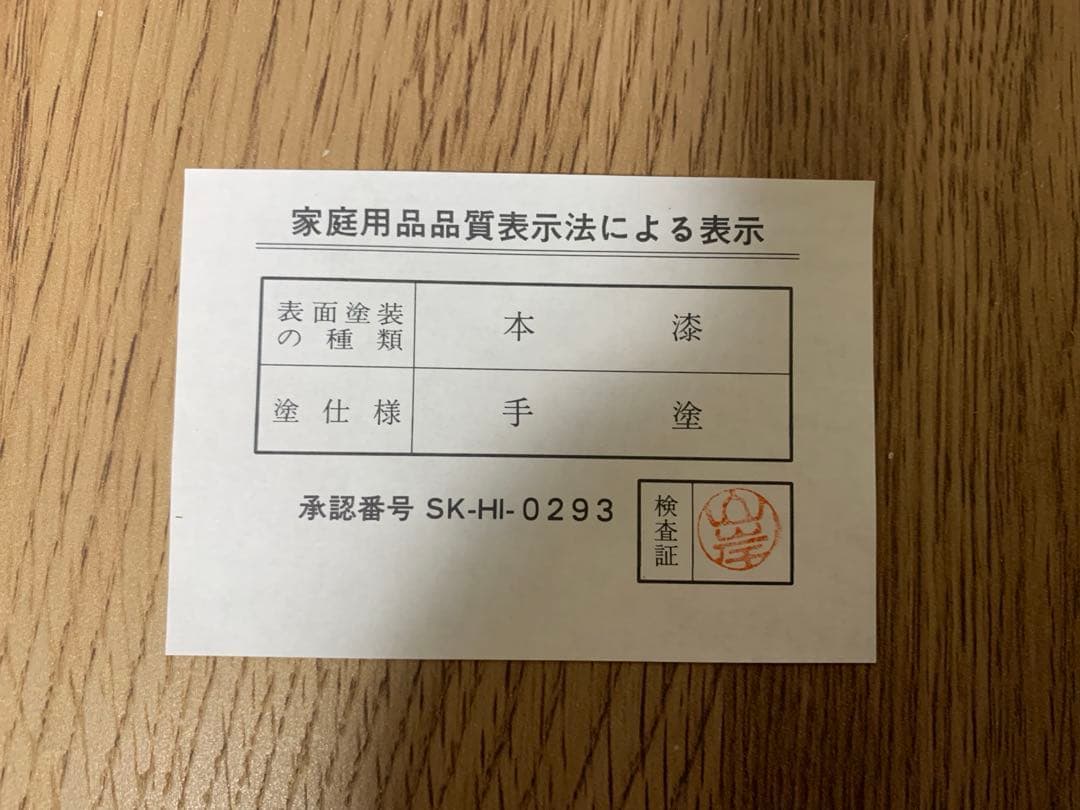 家庭用品品質表示法による表示
表面塗装
の種類
本漆
塗仕様
手塗
承認番号 SK-HI-0293
検査証
山岸